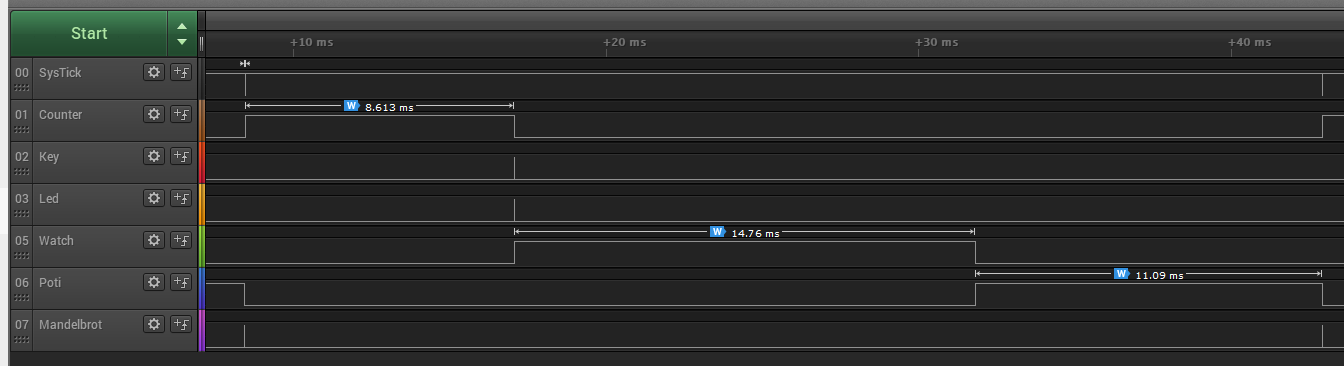 Start
+10 ms +20 ms +30 ms +40 ms
00 SysTick
01 Counter W 8.613 ms
02 Key
03 Led
05 Watch W 14.76 ms
06 Poti W 11.09 ms
07 Mandelbrot